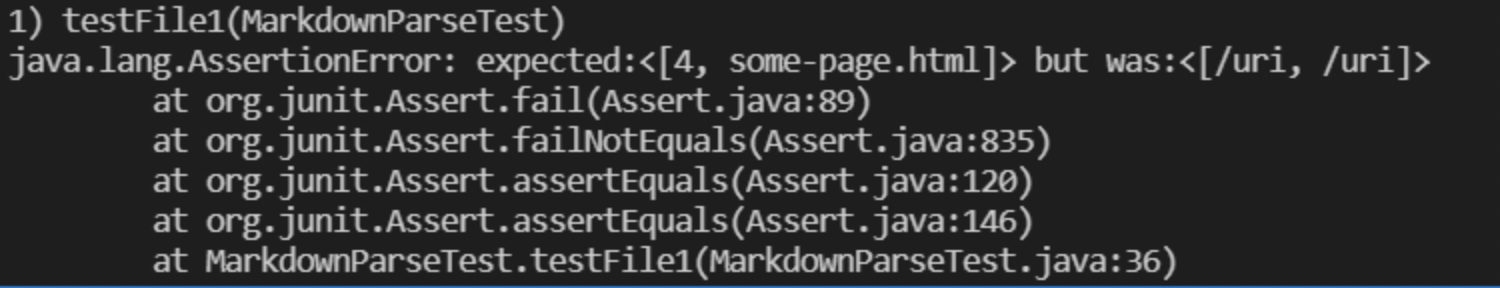 1) testFile1(MarkdownParseTest)
java.lang.AssertionError: expected:<[4, some-page.html]> but was:<[/uri, /uri]>
at org.junit.Assert.fail(Assert.java:89)
at org.junit.Assert.failNotEquals(Assert.java:835)
at org.junit.Assert.assertEquals(Assert.java:120)
at org.junit.Assert.assertEquals(Assert.java:146)
at MarkdownParseTest.testFile1(MarkdownParseTest.java:36)